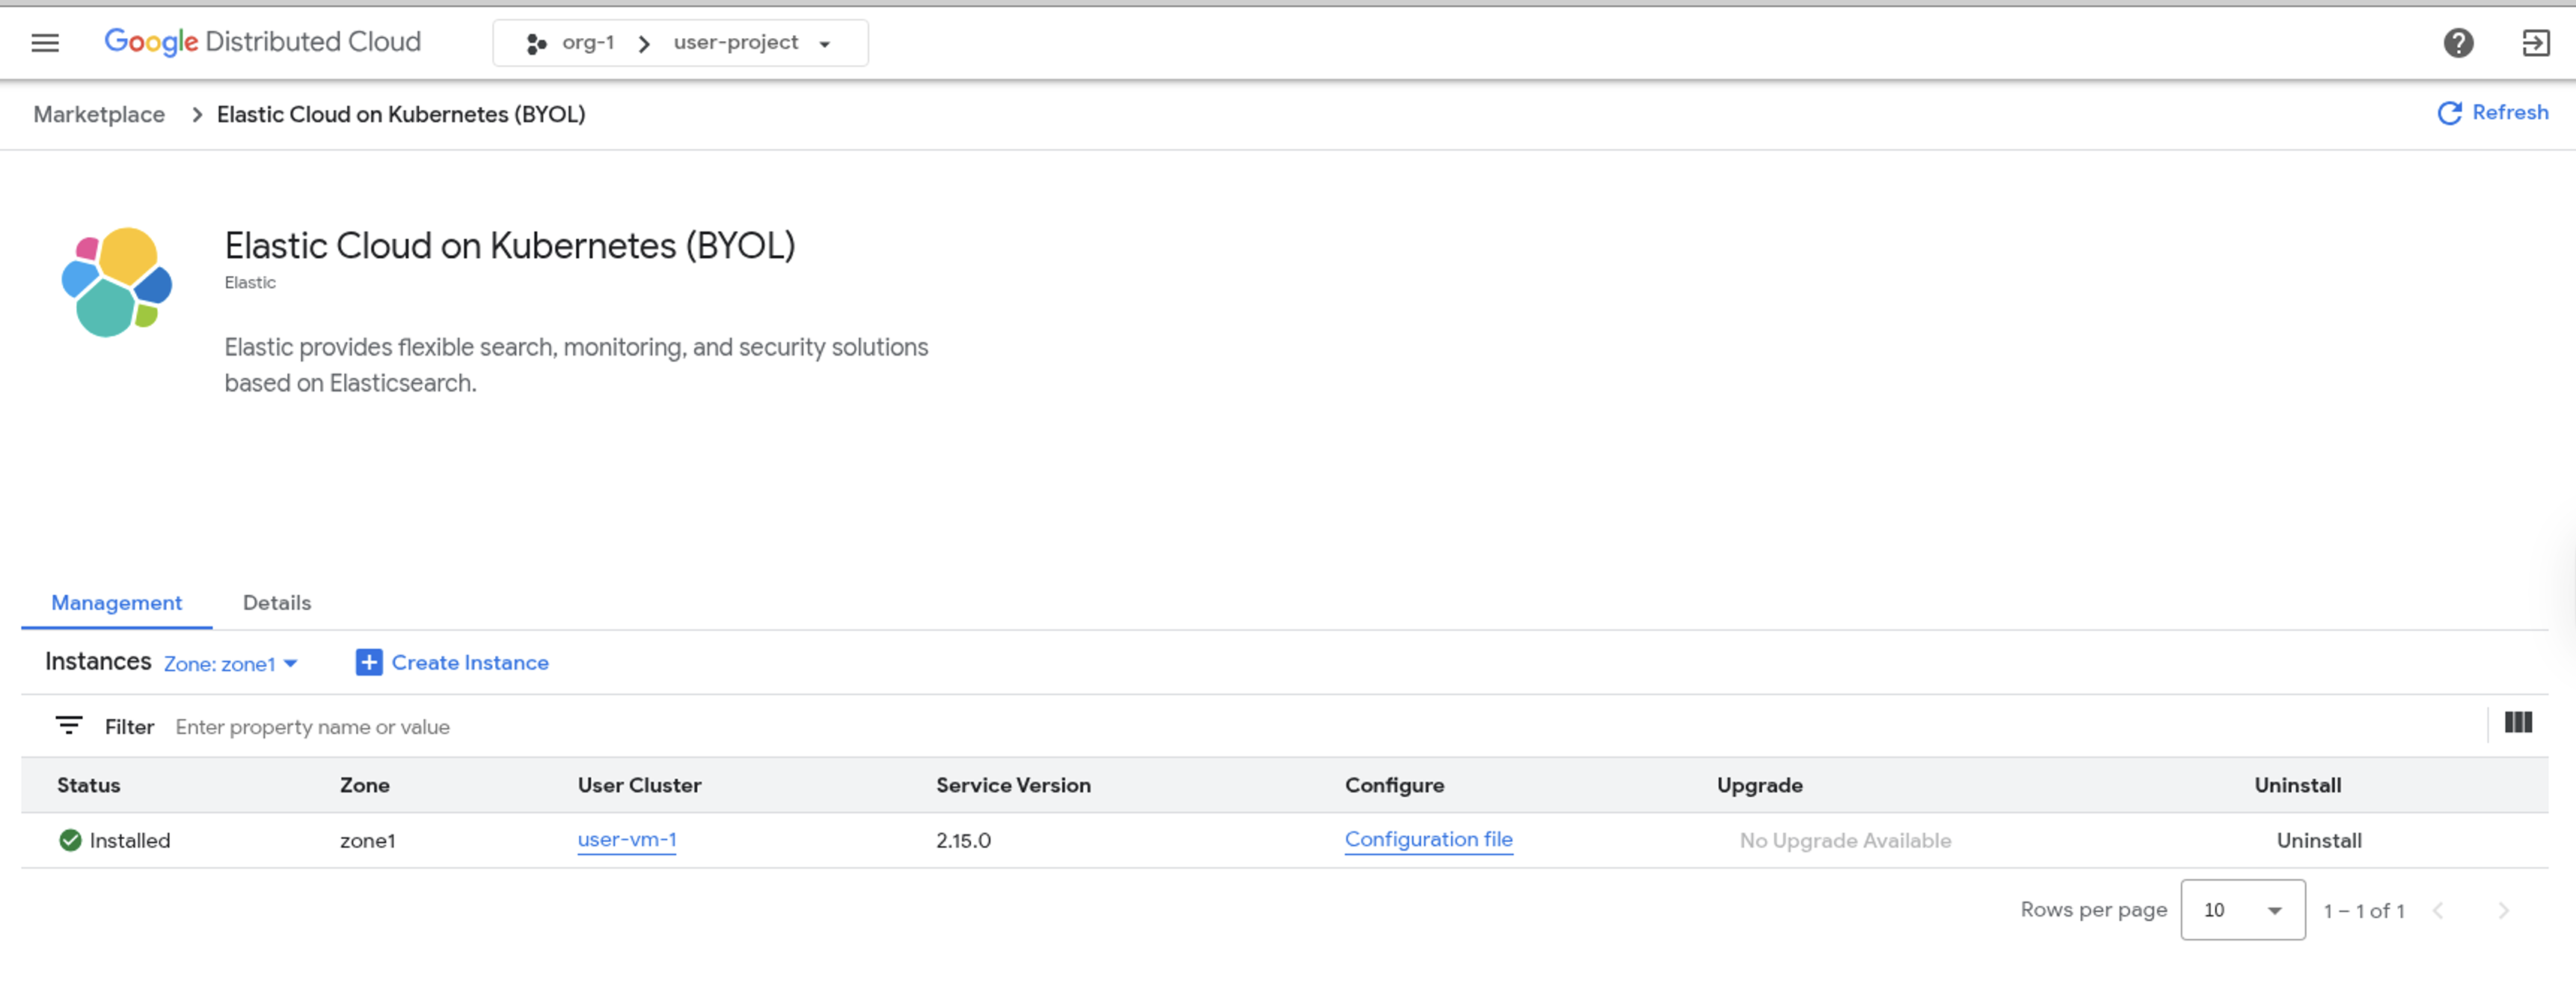 Google Distributed Cloud org-1 user-project
Marketplace Elastic Cloud on Kubernetes (BYOL) Refresh
Elastic Cloud on Kubernetes (BYOL)
Elastic
Elastic provides flexible search, monitoring, and security solutions
based on Elasticsearch.
Management Details
Instances Zone: zone1 Create Instance
Filter Enter property name or value
Status Zone User Cluster Service Version Configure Upgrade Uninstall
Installed zone1 user-vm-1 2.15.0 Configuration file No Upgrade Available Uninstall
Rows per page 10 1 – 1 of 1